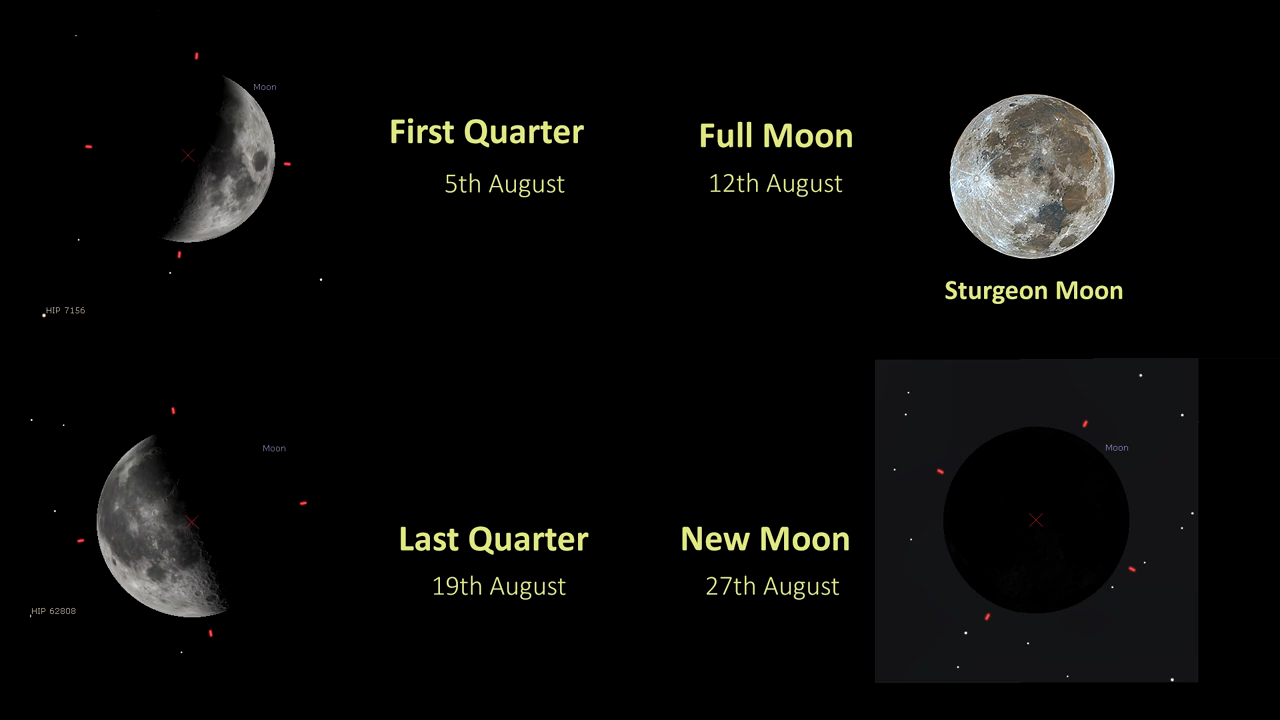 Moon
First Quarter
5th August
HIP 7156
Full Moon
12th August
Sturgeon Moon
Moon
Last Quarter
19th August
HIP 62808
New Moon
27th August
Moon